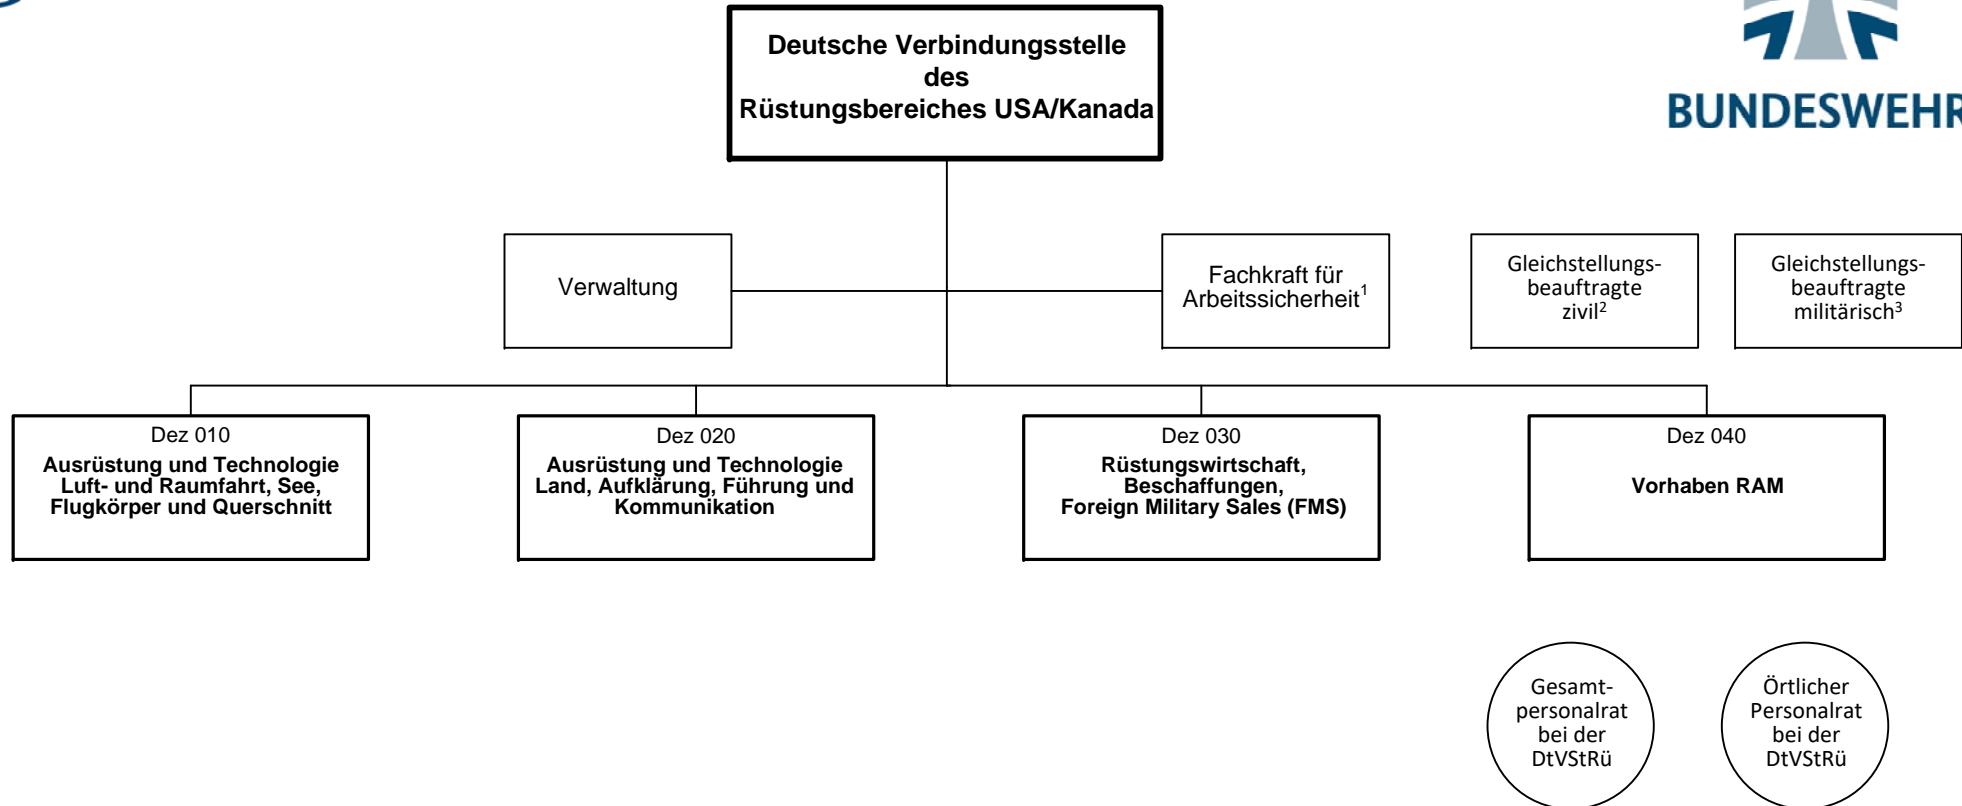 Deutsche Verbindungsstelle
des
Rüstungsbereiches USA/Kanada
BUNDESWEHR
Verwaltung
Fachkraft für
Arbeitssicherheit¹
Gleichstellungs-
beauftragte
zivil²
Gleichstellungs-
beauftragte
militärisch³
Dez 010
Ausrüstung und Technologie
Luft- und Raumfahrt, See,
Flugkörper und Querschnitt
Dez 020
Ausrüstung und Technologie
Land, Aufklärung, Führung und
Kommunikation
Dez 030
Rüstungswirtschaft,
Beschaffungen,
Foreign Military Sales (FMS)
Dez 040
Vorhaben RAM
Gesamt-
personalrat
bei der
DtVStRü
Örtlicher
Personalrat
bei der
DtVStRü